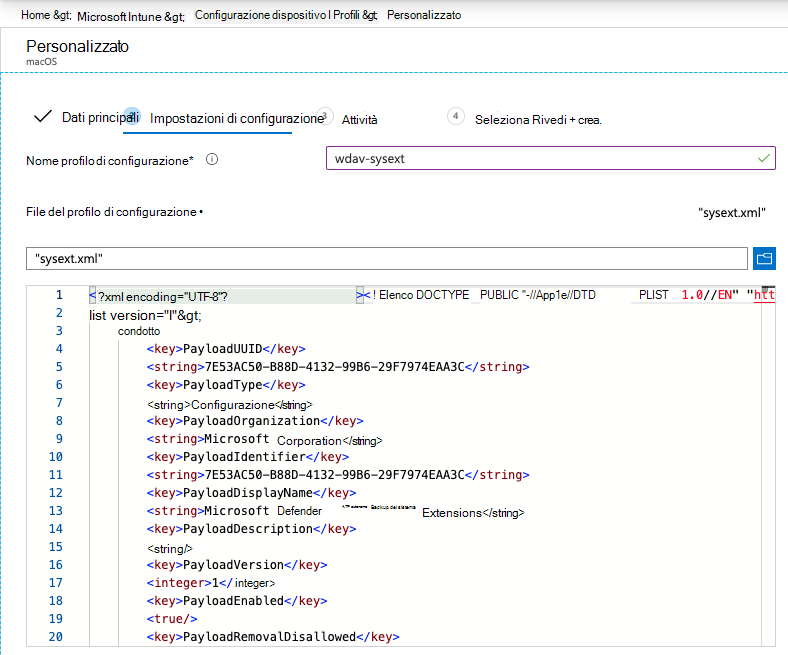 Home &gt; Microsoft Intune &gt; Configurazione dispositivo I Profili &gt; Personalizzato
Personalizzato
macOS
Dati principali
Impostazioni di configurazione
3
Attività
4
Seleziona Rivedi + crea.
Nome profilo di configurazione*
wdav-sysext
File del profilo di configurazione •
"sysext.xml"
"sysext.xml"
1 < ?xml encoding="UTF-8"? ><! Elenco DOCTYPE PUBLIC "-//App1e//DTD PLIST 1.0//EN" "htt
2 list version="l"&gt;
3 condotto
4 <key>PayloadUUID</key>
5 <string>7E53AC50-B88D-4132-99B6-29F7974EAA3C</string>
6 <key>PayloadType</key>
7 <string>Configurazione</string>
8 <key>PayloadOrganization</key>
9 <string>Microsoft Corporation</string>
10 <key>PayloadIdentifier</key>
11 <string>7E53AC50-B88D-4132-99B6-29F7974EAA3C</string>
12 <key>PayloadDisplayName</key>
13 <string>Microsoft Defender ATP Backup del sistema Extensions</string>
14 <key>PayloadDescription</key>
15 <string/>
16 <key>PayloadVersion</key>
17 <integer>1</integer>
18 <key>PayloadEnabled</key>
19 <true/>
20 <key>PayloadRemovalDisallowed</key>